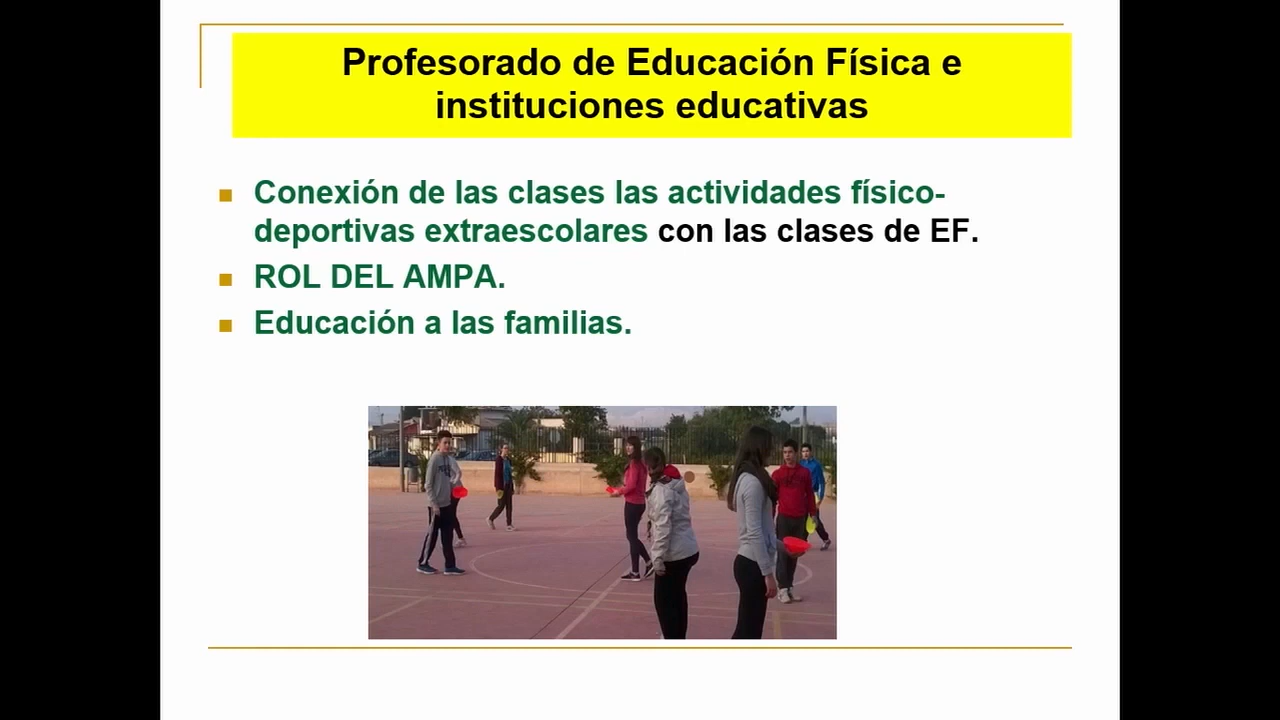 Profesorado de Educación Física e
instituciones educativas
Conexión de las clases las actividades físico-
deportivas extraescolares con las clases de EF.
ROL DEL AMPA.
Educación a las familias.